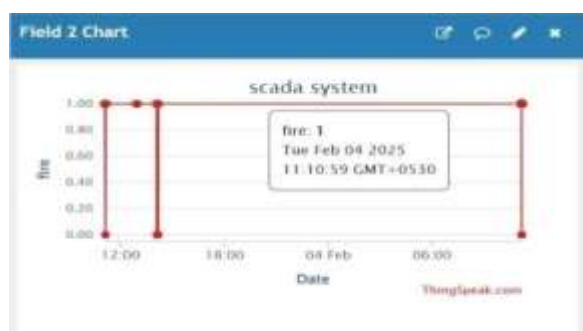 Field 2 Chart
scada system
1.00
0.80
0.60
0.40
0.20
0.00
fire
fire: 1
Tue Feb 04 2025
11:10:59 GMT+0530
12:00
18:00
04 Feb
06:00
Date
ThingSpeak.com